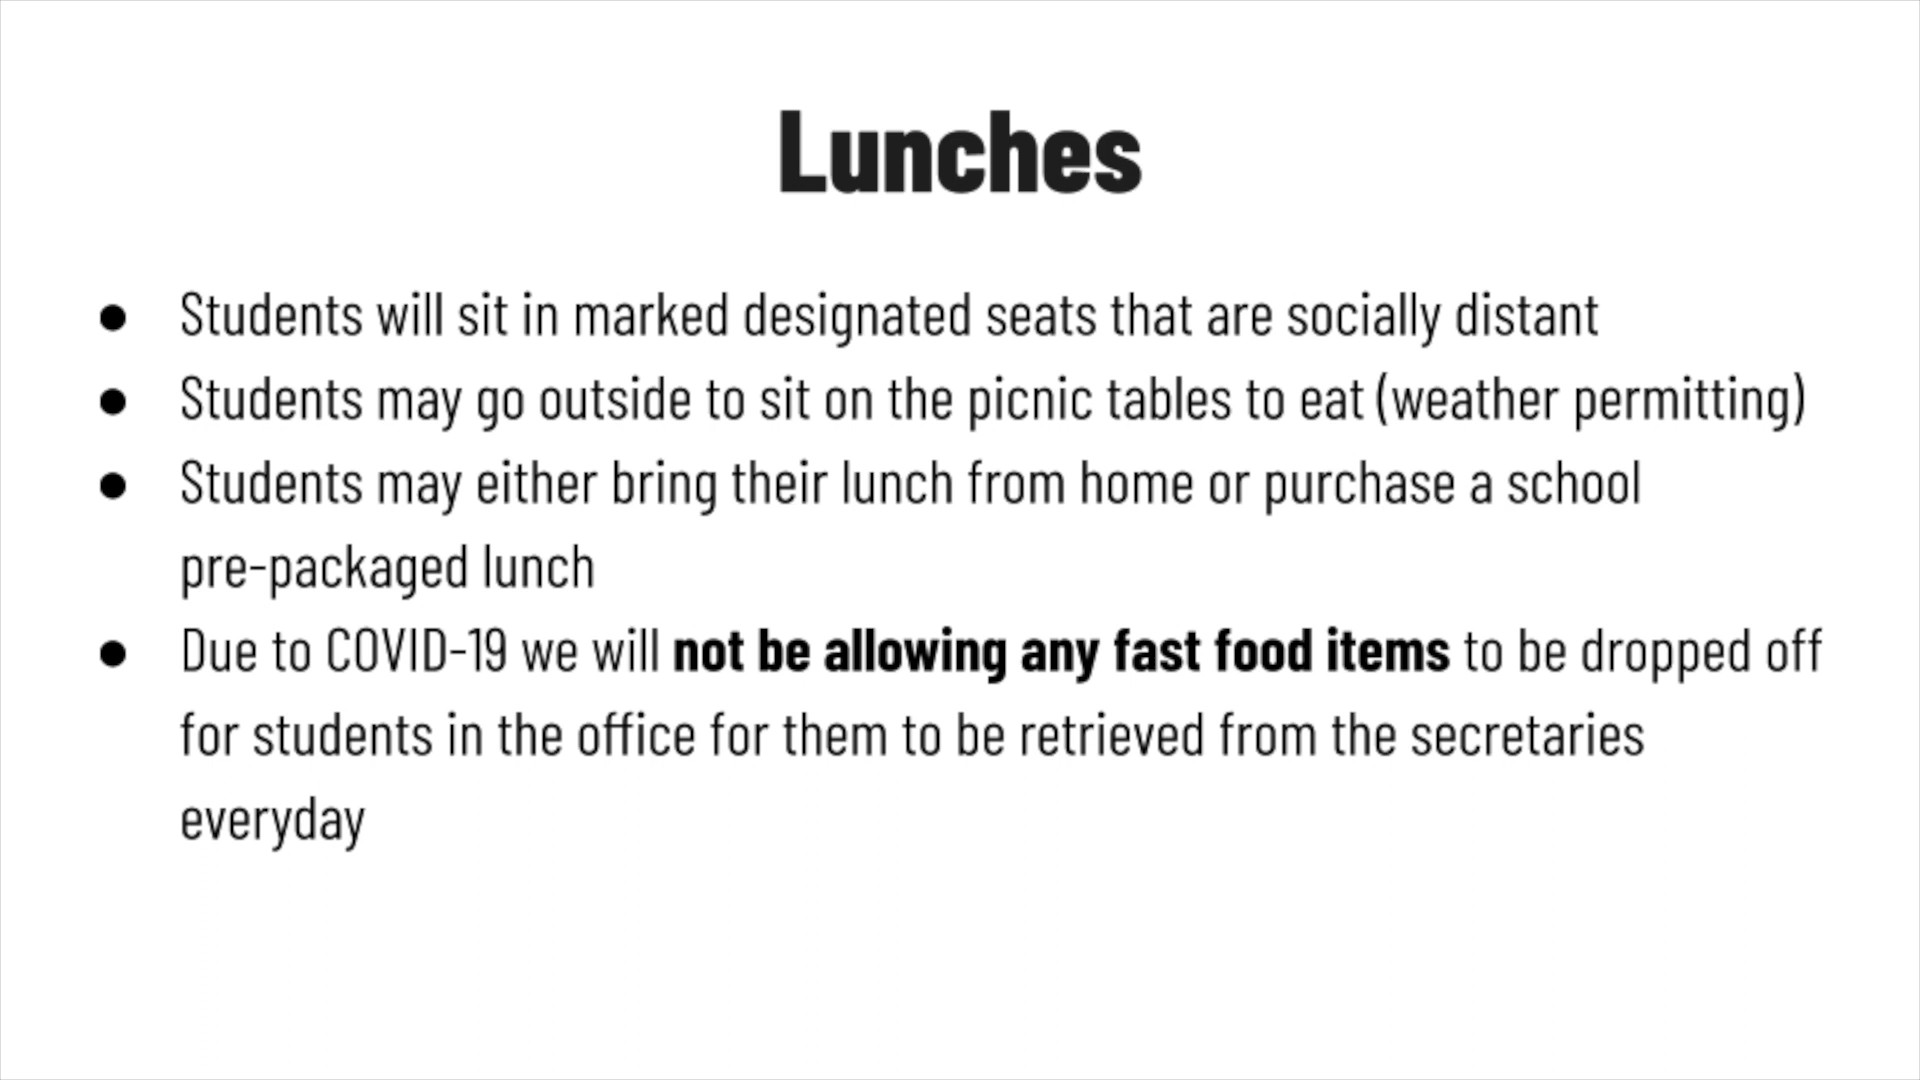 Lunches
● Students will sit in marked designated seats that are socially distant
● Students may go outside to sit on the picnic tables to eat (weather permitting)
● Students may either bring their lunch from home or purchase a school
pre-packaged lunch
● Due to COVID-19 we will not be allowing any fast food items to be dropped off
for students in the office for them to be retrieved from the secretaries
everyday